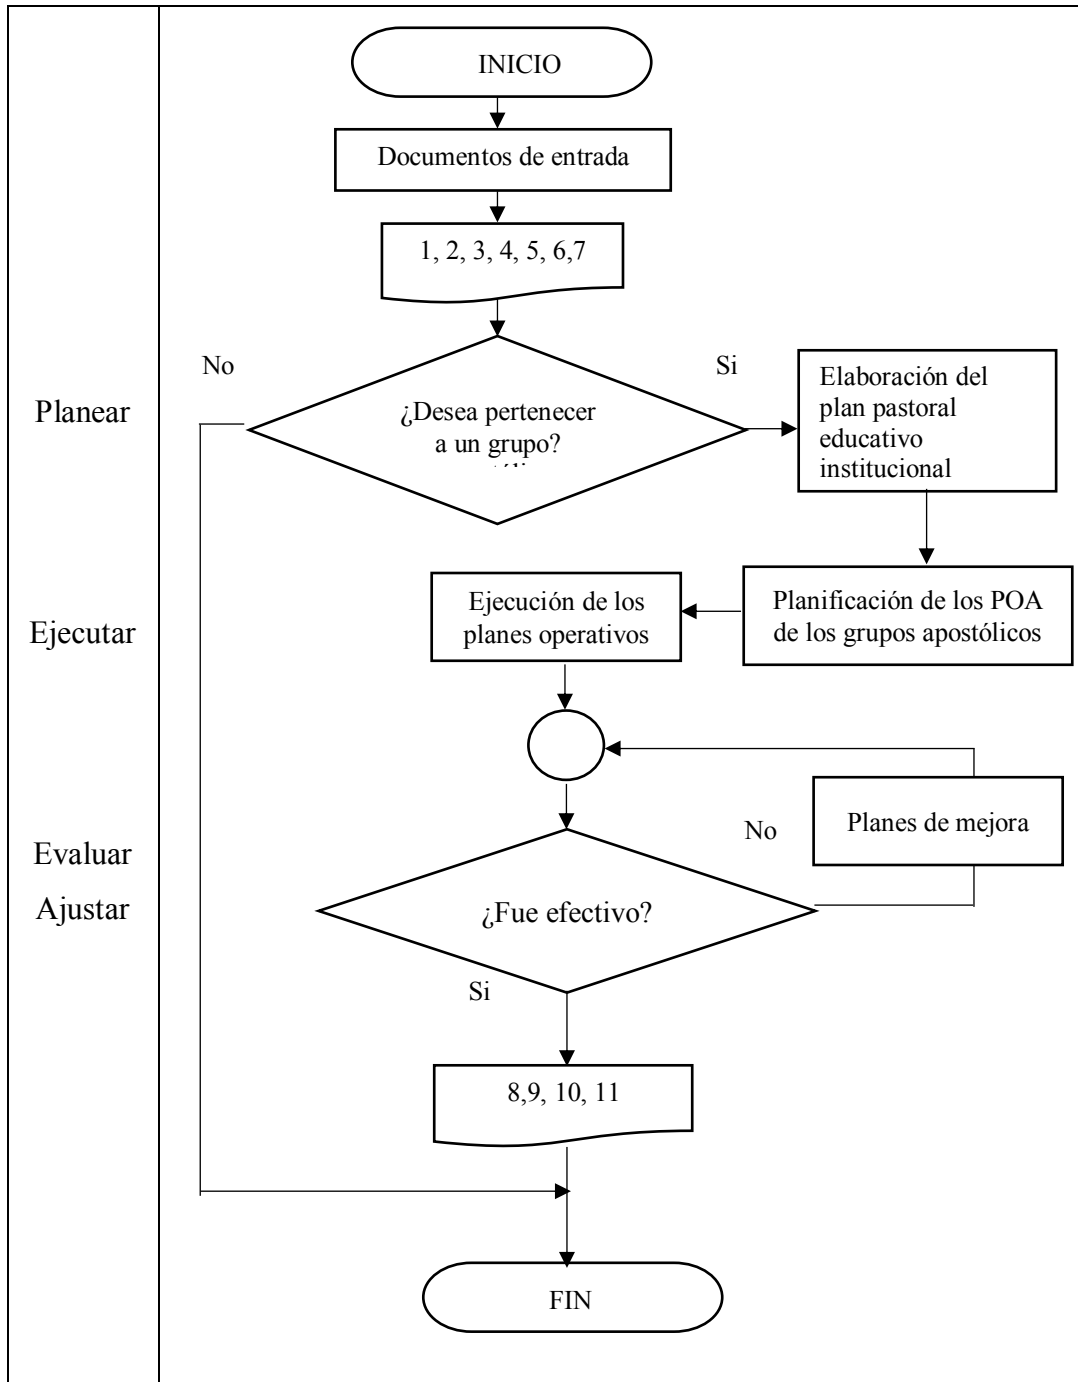 INICIO
Documentos de entrada
1, 2, 3, 4, 5, 6,7
No
Si
Planear
¿Desea pertenecer
a un grupo?
Elaboración del
plan pastoral
educativo
institucional
Ejecutar
Ejecución de los
planes operativos
Planificación de los POA
de los grupos apostólicos
Evaluar
Ajustar
No
Planes de mejora
¿Fue efectivo?
Si
8,9, 10, 11
FIN